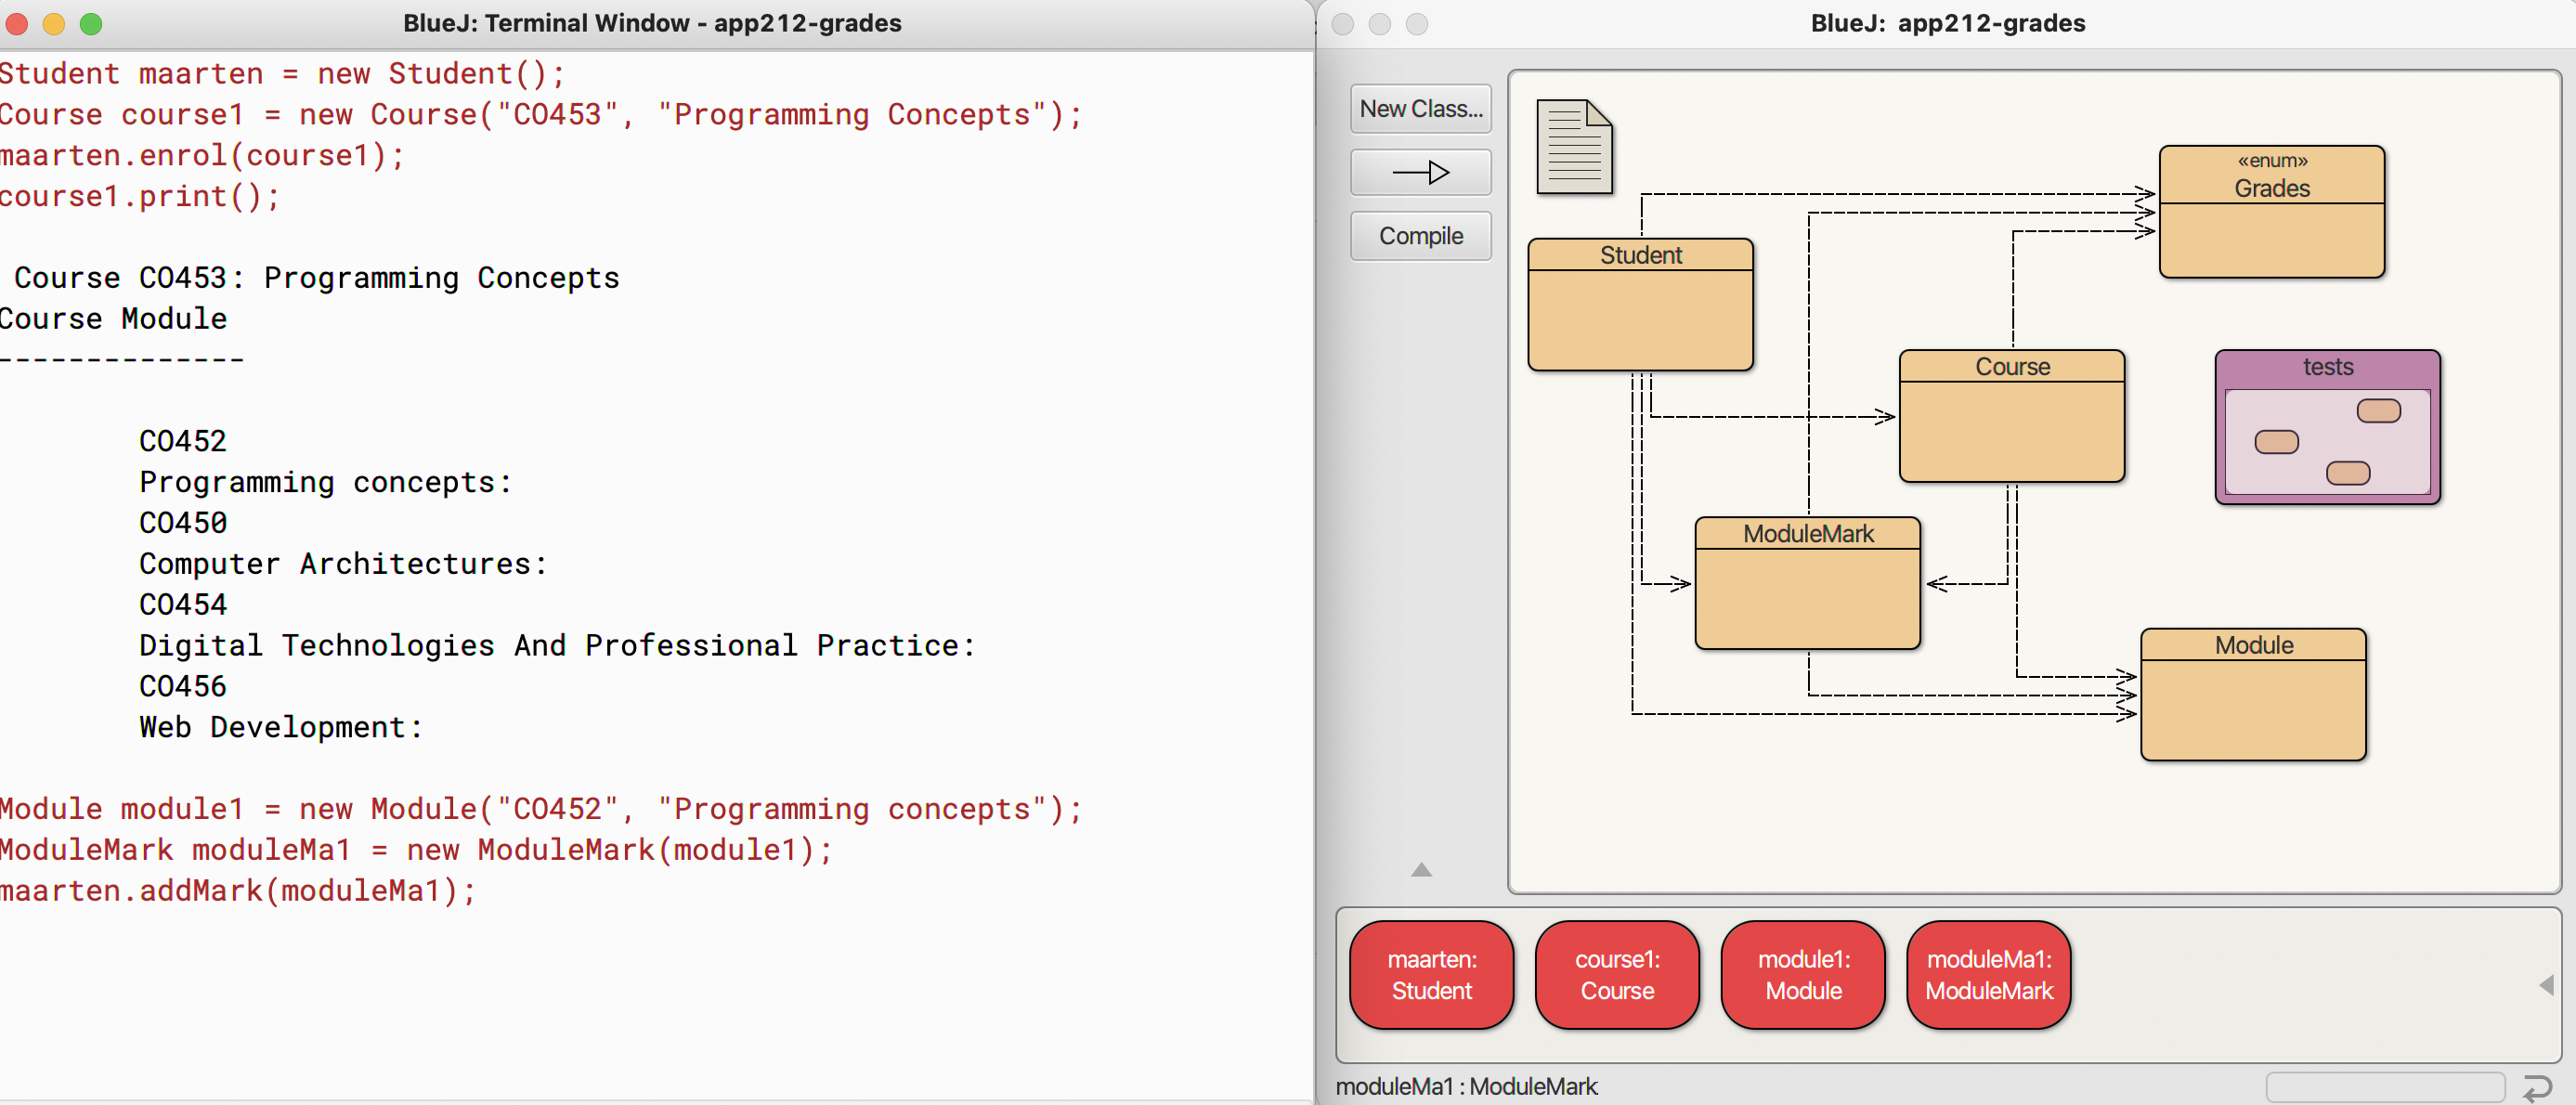 BlueJ: Terminal Window - app212-grades
Student maarten = new Student();
Course course1 = new Course("CO453", "Programming Concepts");
maarten.enrol(course1);
course1.print();
Course CO453: Programming Concepts
Course Module
--------------
CO452
Programming concepts:
CO450
Computer Architectures:
CO454
Digital Technologies And Professional Practice:
CO456
Web Development:
Module module1 = new Module("CO452", "Programming concepts");
ModuleMark moduleMa1 = new ModuleMark(module1);
maarten.addMark(moduleMa1);
BlueJ: app212-grades
New Class...
Compile
«enum»
Grades
Student
Course
tests
ModuleMark
Module
maarten:
Student
course1:
Course
module1:
Module
moduleMa1:
ModuleMark
moduleMa1 : ModuleMark